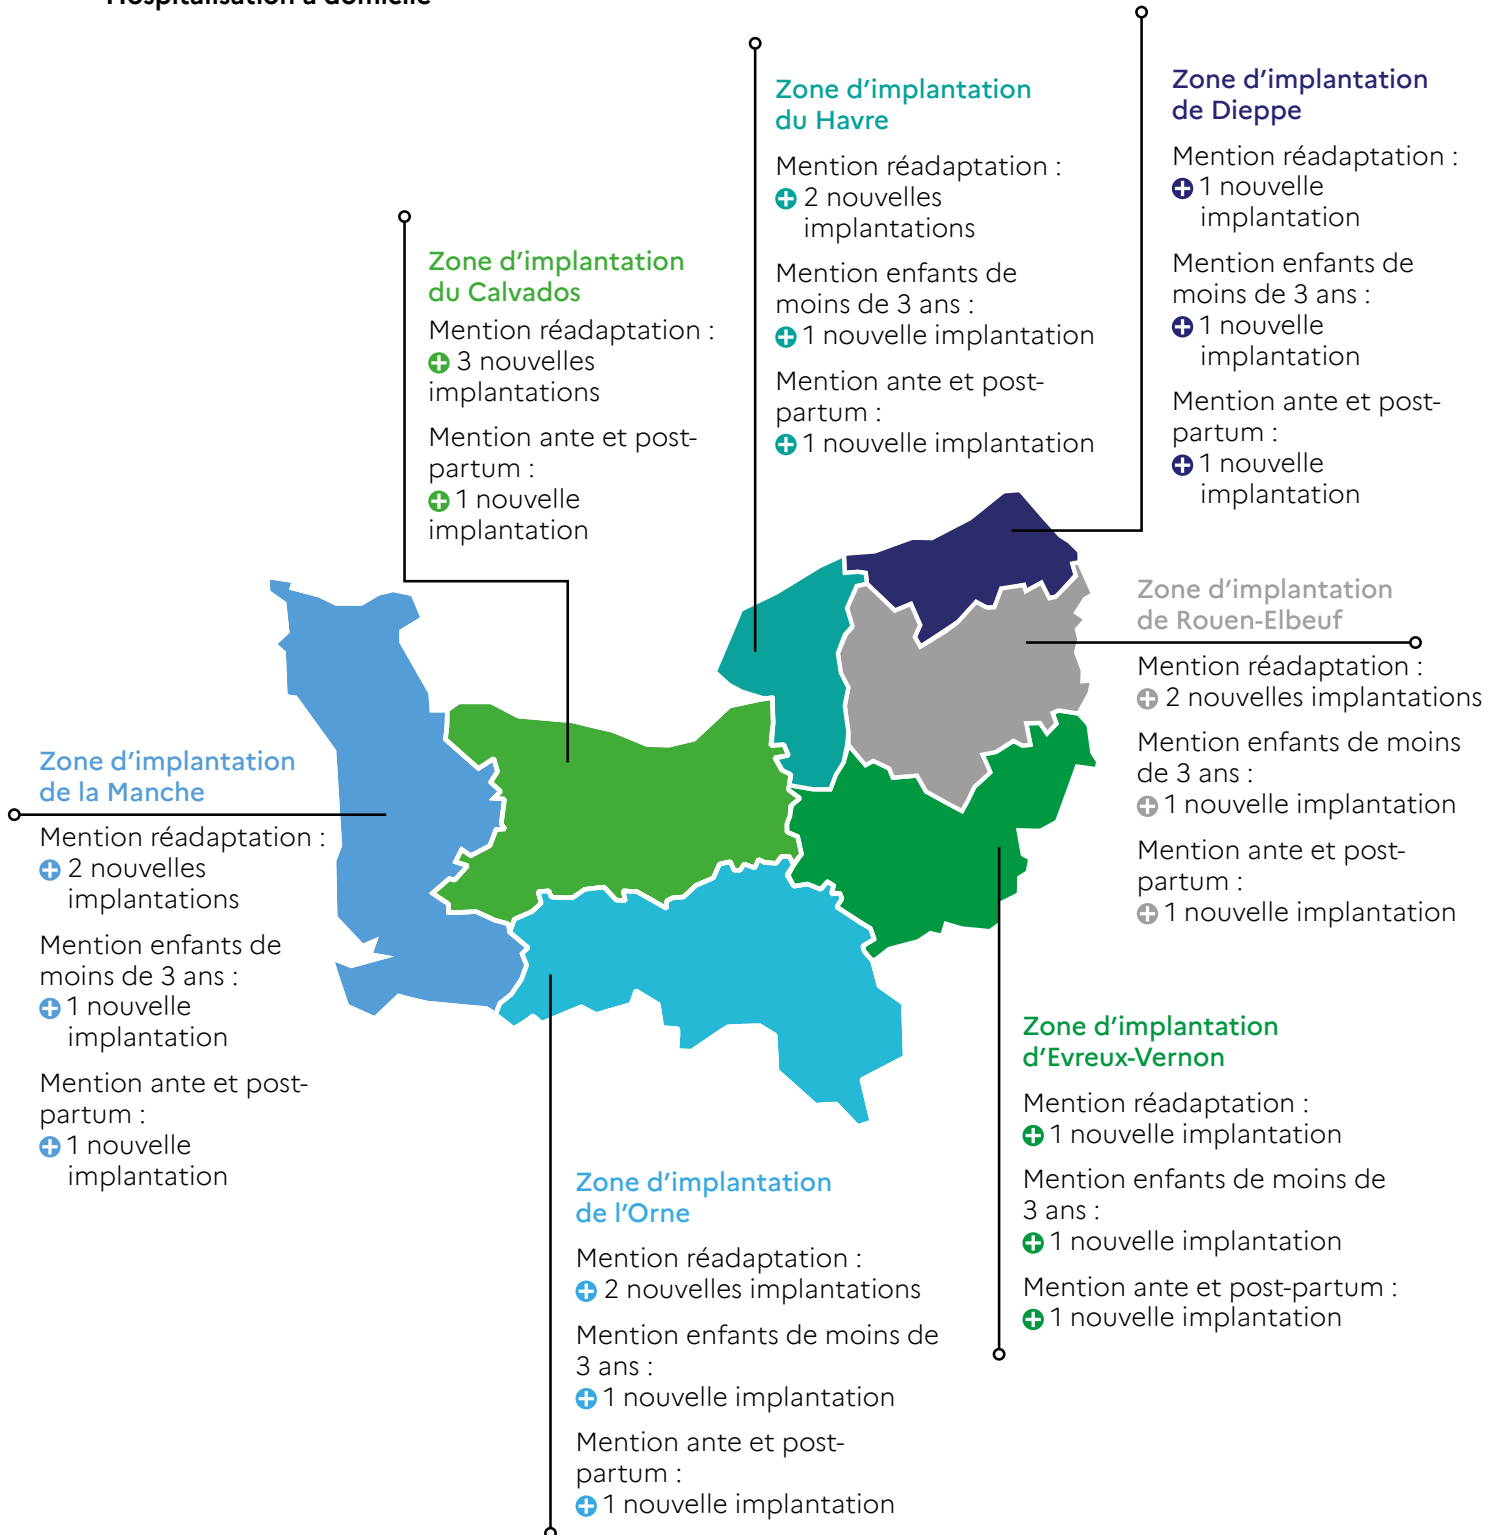 Hospitalisation à domicile
Zone d'implantation
du Havre
Mention réadaptation :
2 nouvelles
implantations
Mention enfants de
moins de 3 ans :
1 nouvelle implantation
Mention ante et post-
partum :
1 nouvelle implantation
Zone d'implantation
de Dieppe
Mention réadaptation :
1 nouvelle
implantation
Mention enfants de
moins de 3 ans :
1 nouvelle
implantation
Mention ante et post-
partum :
1 nouvelle
implantation
Zone d'implantation
du Calvados
Mention réadaptation :
3 nouvelles
implantations
Mention ante et post-
partum :
1 nouvelle
implantation
Zone d'implantation
de Rouen-Elbeuf
Mention réadaptation :
2 nouvelles implantations
Mention enfants de moins
de 3 ans :
1 nouvelle implantation
Mention ante et post-
partum :
1 nouvelle implantation
Zone d'implantation
de la Manche
Mention réadaptation :
2 nouvelles
implantations
Mention enfants de
moins de 3 ans :
1 nouvelle
implantation
Mention ante et post-
partum :
1 nouvelle
implantation
Zone d'implantation
d'Evreux-Vernon
Mention réadaptation :
1 nouvelle implantation
Mention enfants de moins de
3 ans :
1 nouvelle implantation
Mention ante et post-partum :
1 nouvelle implantation
Zone d'implantation
de l'Orne
Mention réadaptation :
2 nouvelles implantations
Mention enfants de moins de
3 ans :
1 nouvelle implantation
Mention ante et post-
partum :
1 nouvelle implantation